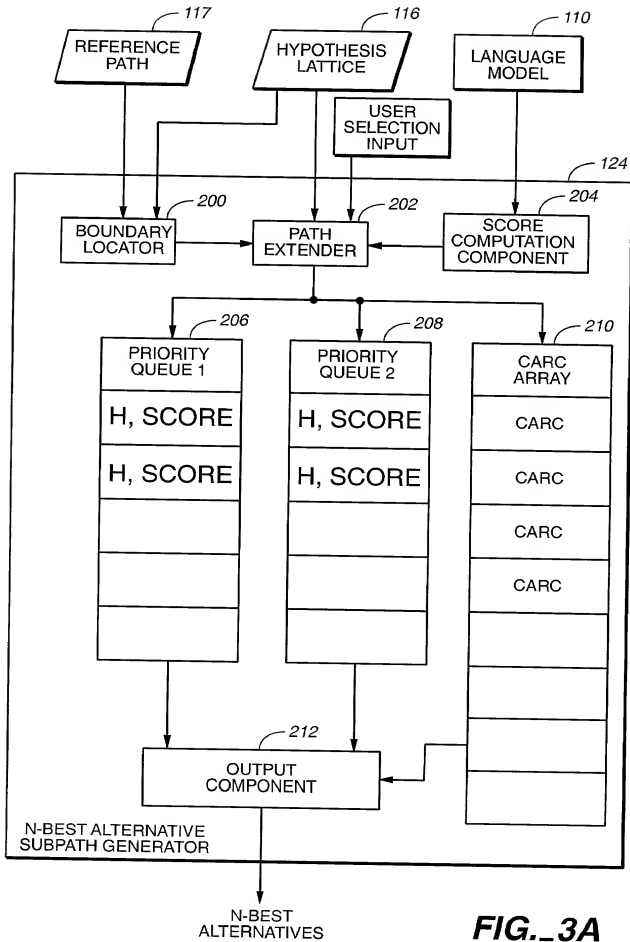 117
116
110
REFERENCE
PATH
HYPOTHESIS
LATTICE
LANGUAGE
MODEL
USER
SELECTION
INPUT
124
200
202
204
BOUNDARY
LOCATOR
PATH
EXTENDER
SCORE
COMPUTATION
COMPONENT
206
208
210
PRIORITY
QUEUE 1
PRIORITY
QUEUE 2
CARC
ARRAY
H, SCORE
H, SCORE
CARC
H, SCORE
H, SCORE
CARC
CARC
CARC
212
OUTPUT
COMPONENT
N-BEST ALTERNATIVE
SUBPATH GENERATOR
N-BEST
ALTERNATIVES
FIG._3A